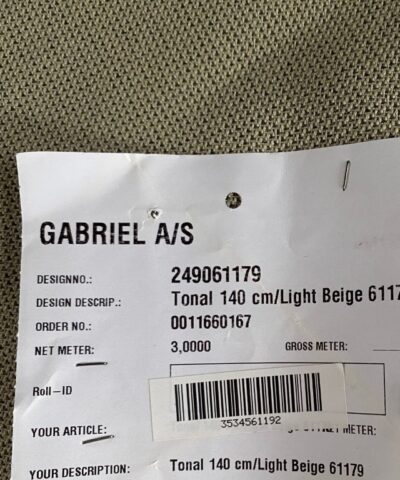 GABRIEL A/S
DESIGNNO.: 249061179
DESIGN DESCRIP.: Tonal 140 cm/Light Beige 6117
ORDER NO.: 0011660167
NET METER: 3,0000 GROSS METER:
Roll-ID
3534561192
YOUR ARTICLE: METER:
YOUR DESCRIPTION: Tonal 140 cm/Light Beige 61179